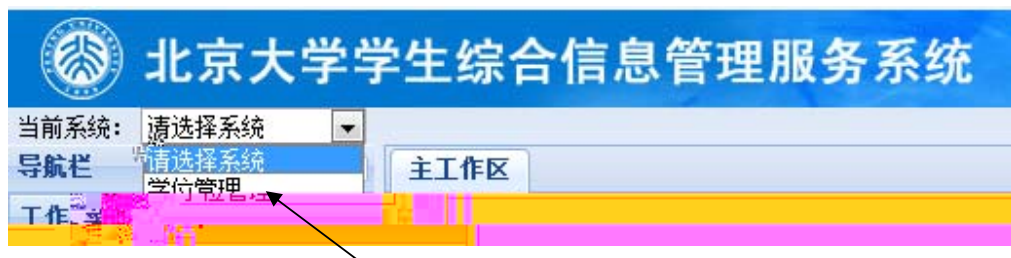 北京大学学生综合信息管理服务系统
当前系统： 请选择系统
导航栏 请选择系统 主工作区
学位管理
工作